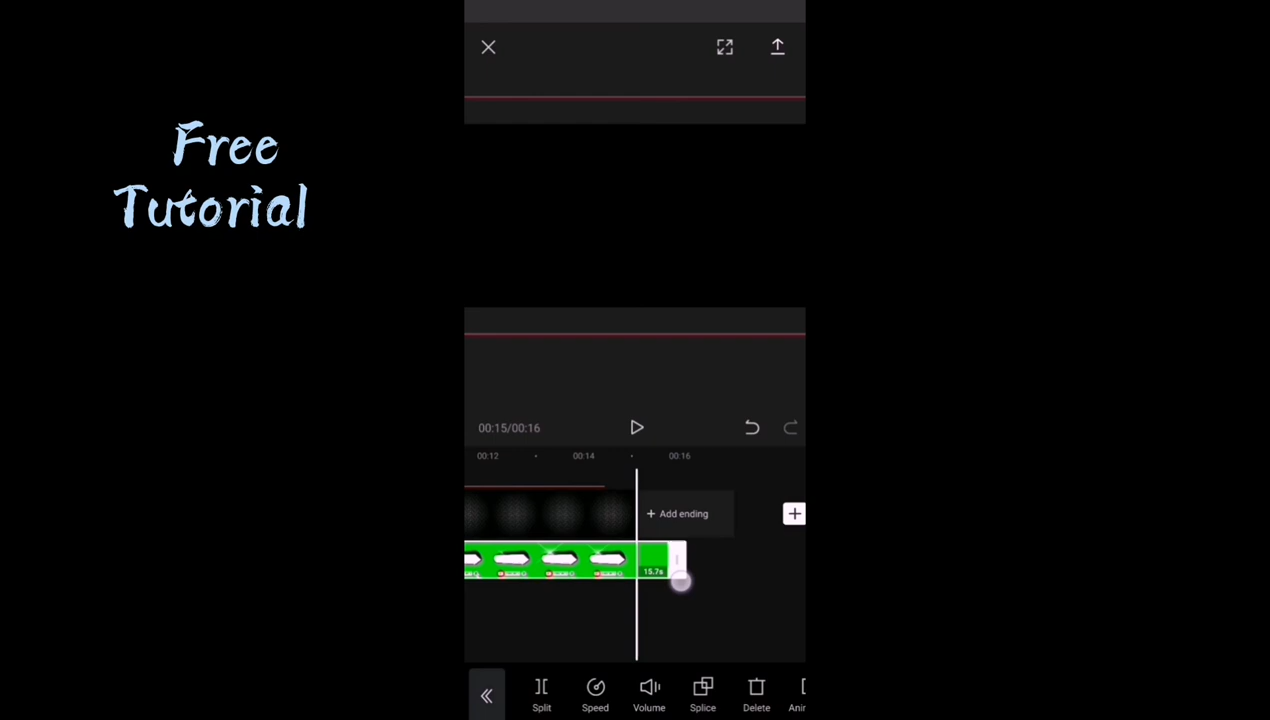 Free
Tutorial
00:15/00:16
00:12
00:14
00:16
+ Add ending
15.7s
Split
Speed
Volume
Splice
Delete